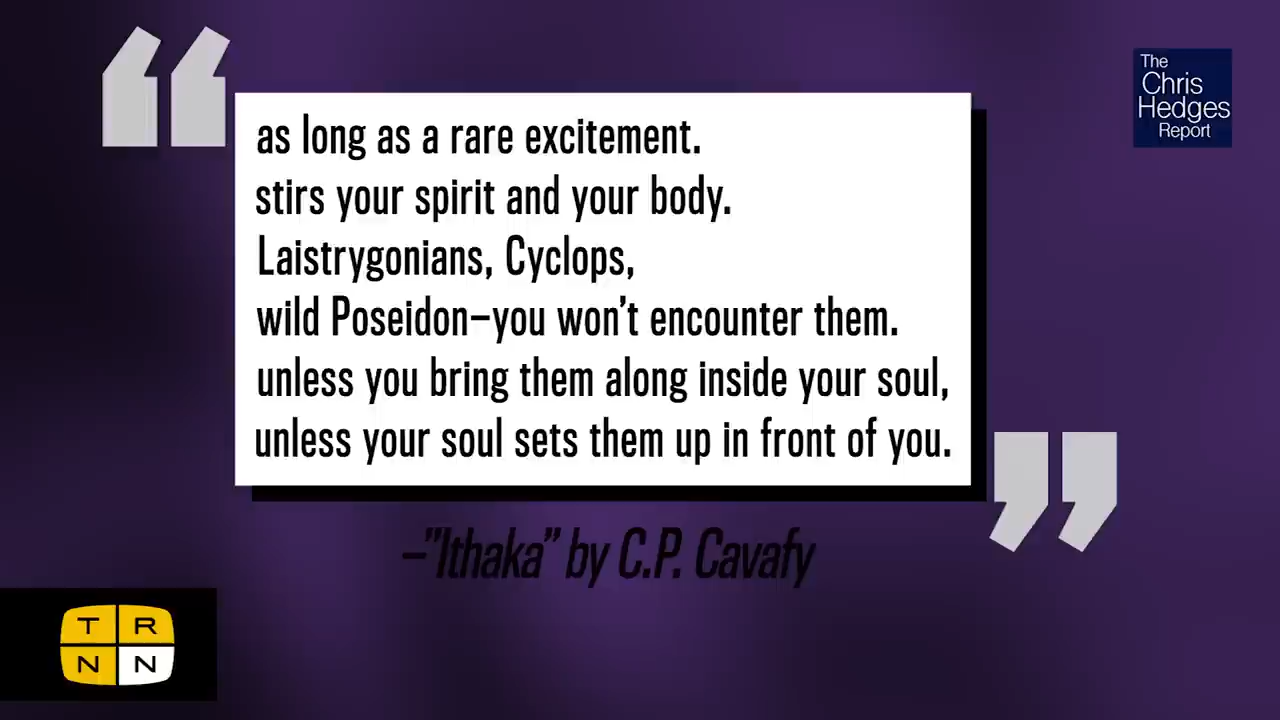 The
Chris
Hedges
Report
“
as long as a rare excitement.
stirs your spirit and your body.
Laistrygonians, Cyclops,
wild Poseidon–you won’t encounter them.
unless you bring them along inside your soul,
unless your soul sets them up in front of you.
”
–”Ithaka” by C.P. Cavafy
T R
N N